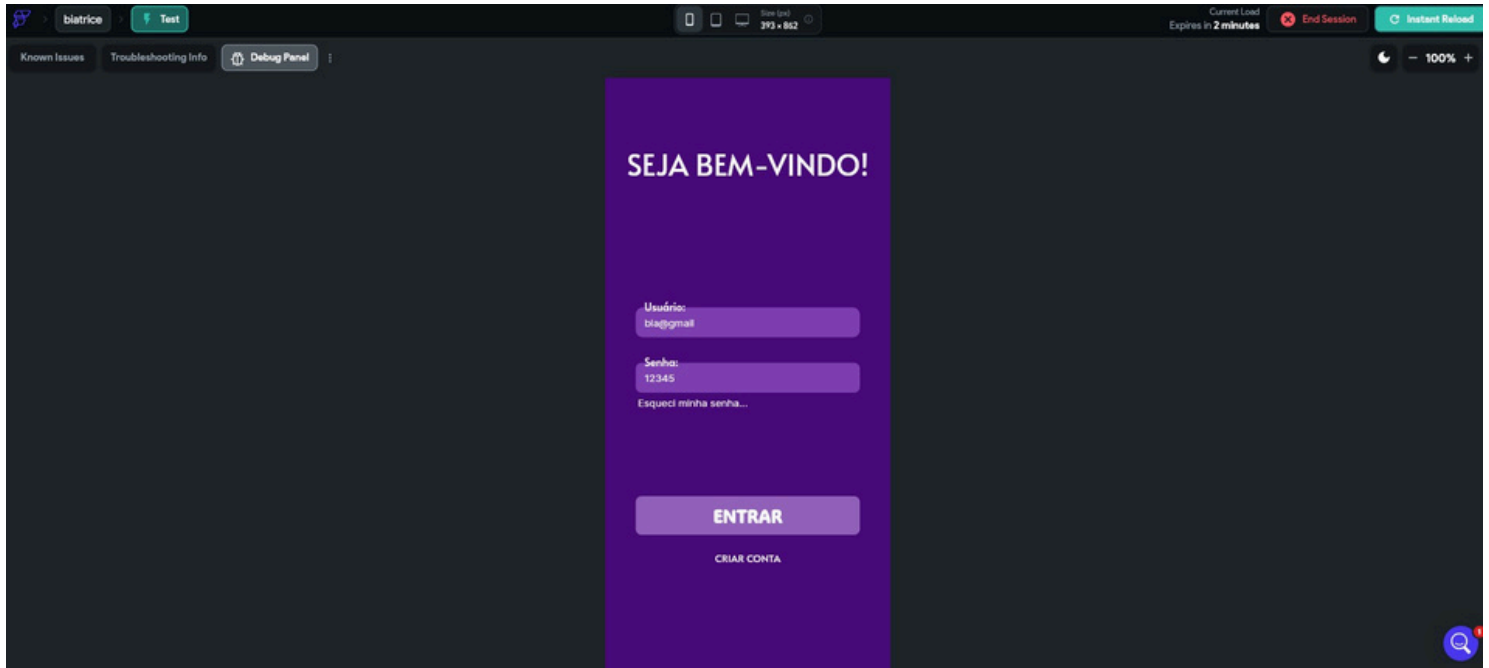 biatrice
Test
Size (px)
393 × 862
Current Load
Expires in 2 minutes
End Session
Instant Reload
Known Issues
Troubleshooting Info
Debug Panel
100%
SEJA BEM-VINDO!
Usuário:
bia@gmail
Senha:
12345
Esqueci minha senha...
ENTRAR
CRIAR CONTA
1